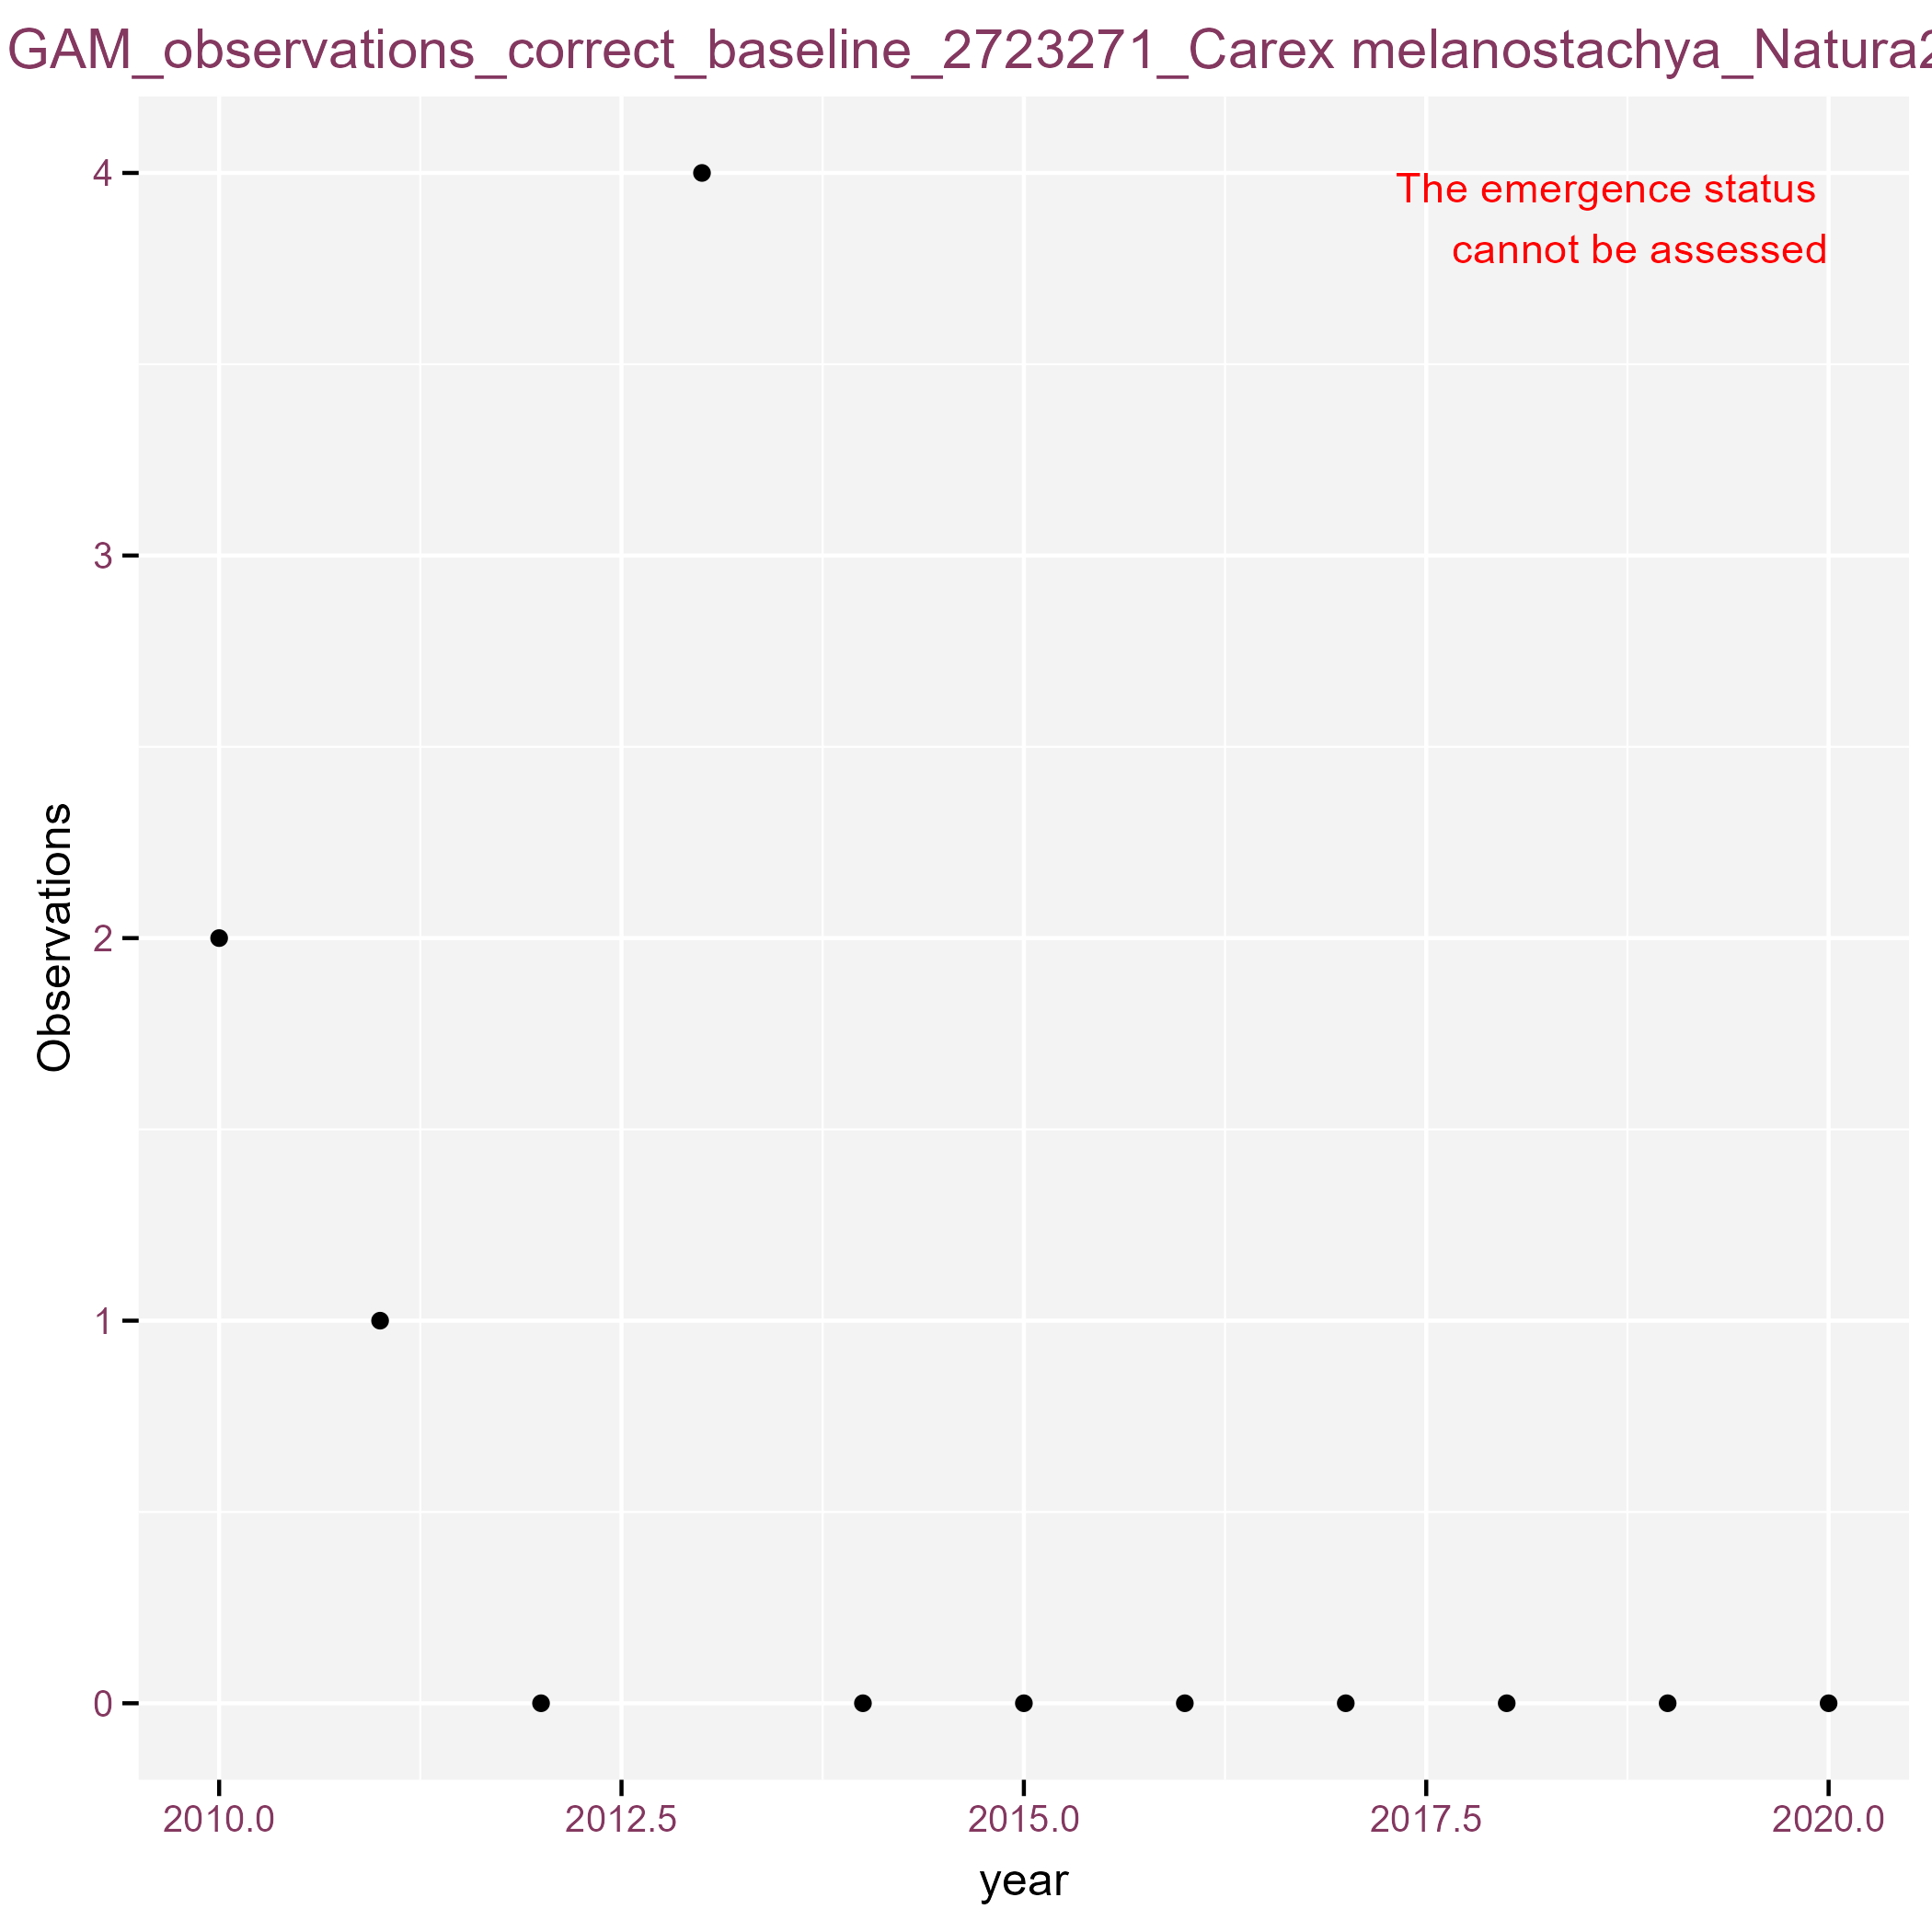 GAM_observations_correct_baseline_2723271_Carex melanostachya_Natura2
4
The emergence status
cannot be assessed
3
2
1
0
Observations
2010.0 2012.5 2015.0 2017.5 2020.0
year